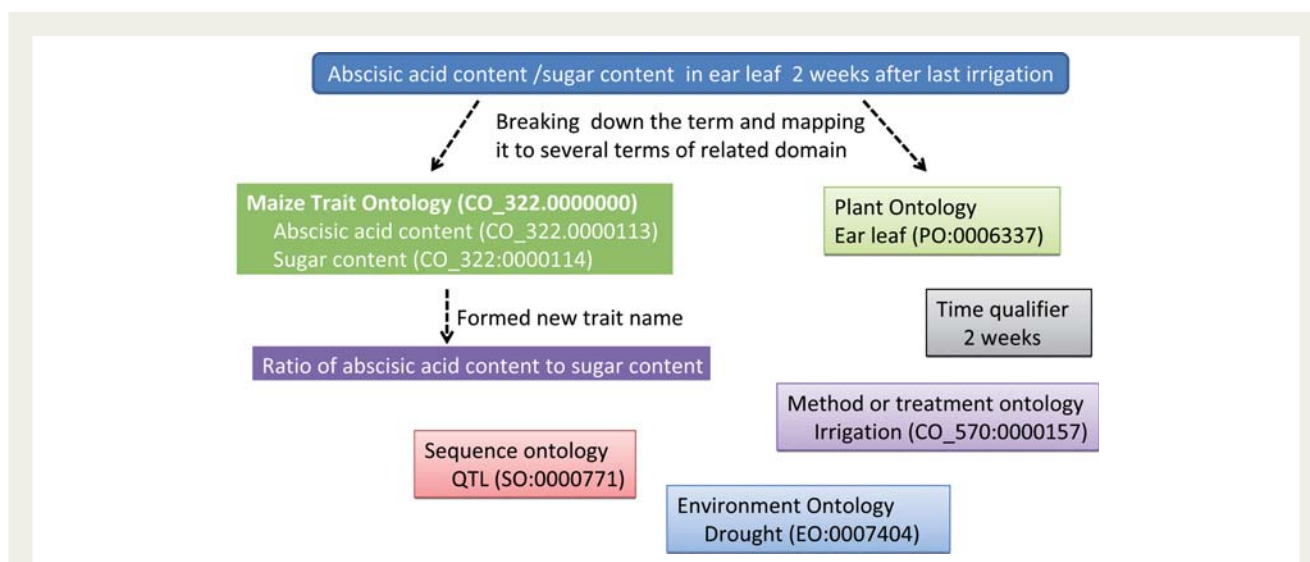 Abscisic acid content /sugar content in ear leaf 2 weeks after last irrigation
Breaking down the term and mapping
it to several terms of related domain
Maize Trait Ontology (CO_322.0000000)
Abscisic acid content (CO_322.0000113)
Sugar content (CO_322:0000114)
Plant Ontology
Ear leaf (PO:0006337)
Formed new trait name
Time qualifier
2 weeks
Ratio of abscisic acid content to sugar content
Method or treatment ontology
Irrigation (CO_570:0000157)
Sequence ontology
QTL (SO:0000771)
Environment Ontology
Drought (EO:0007404)